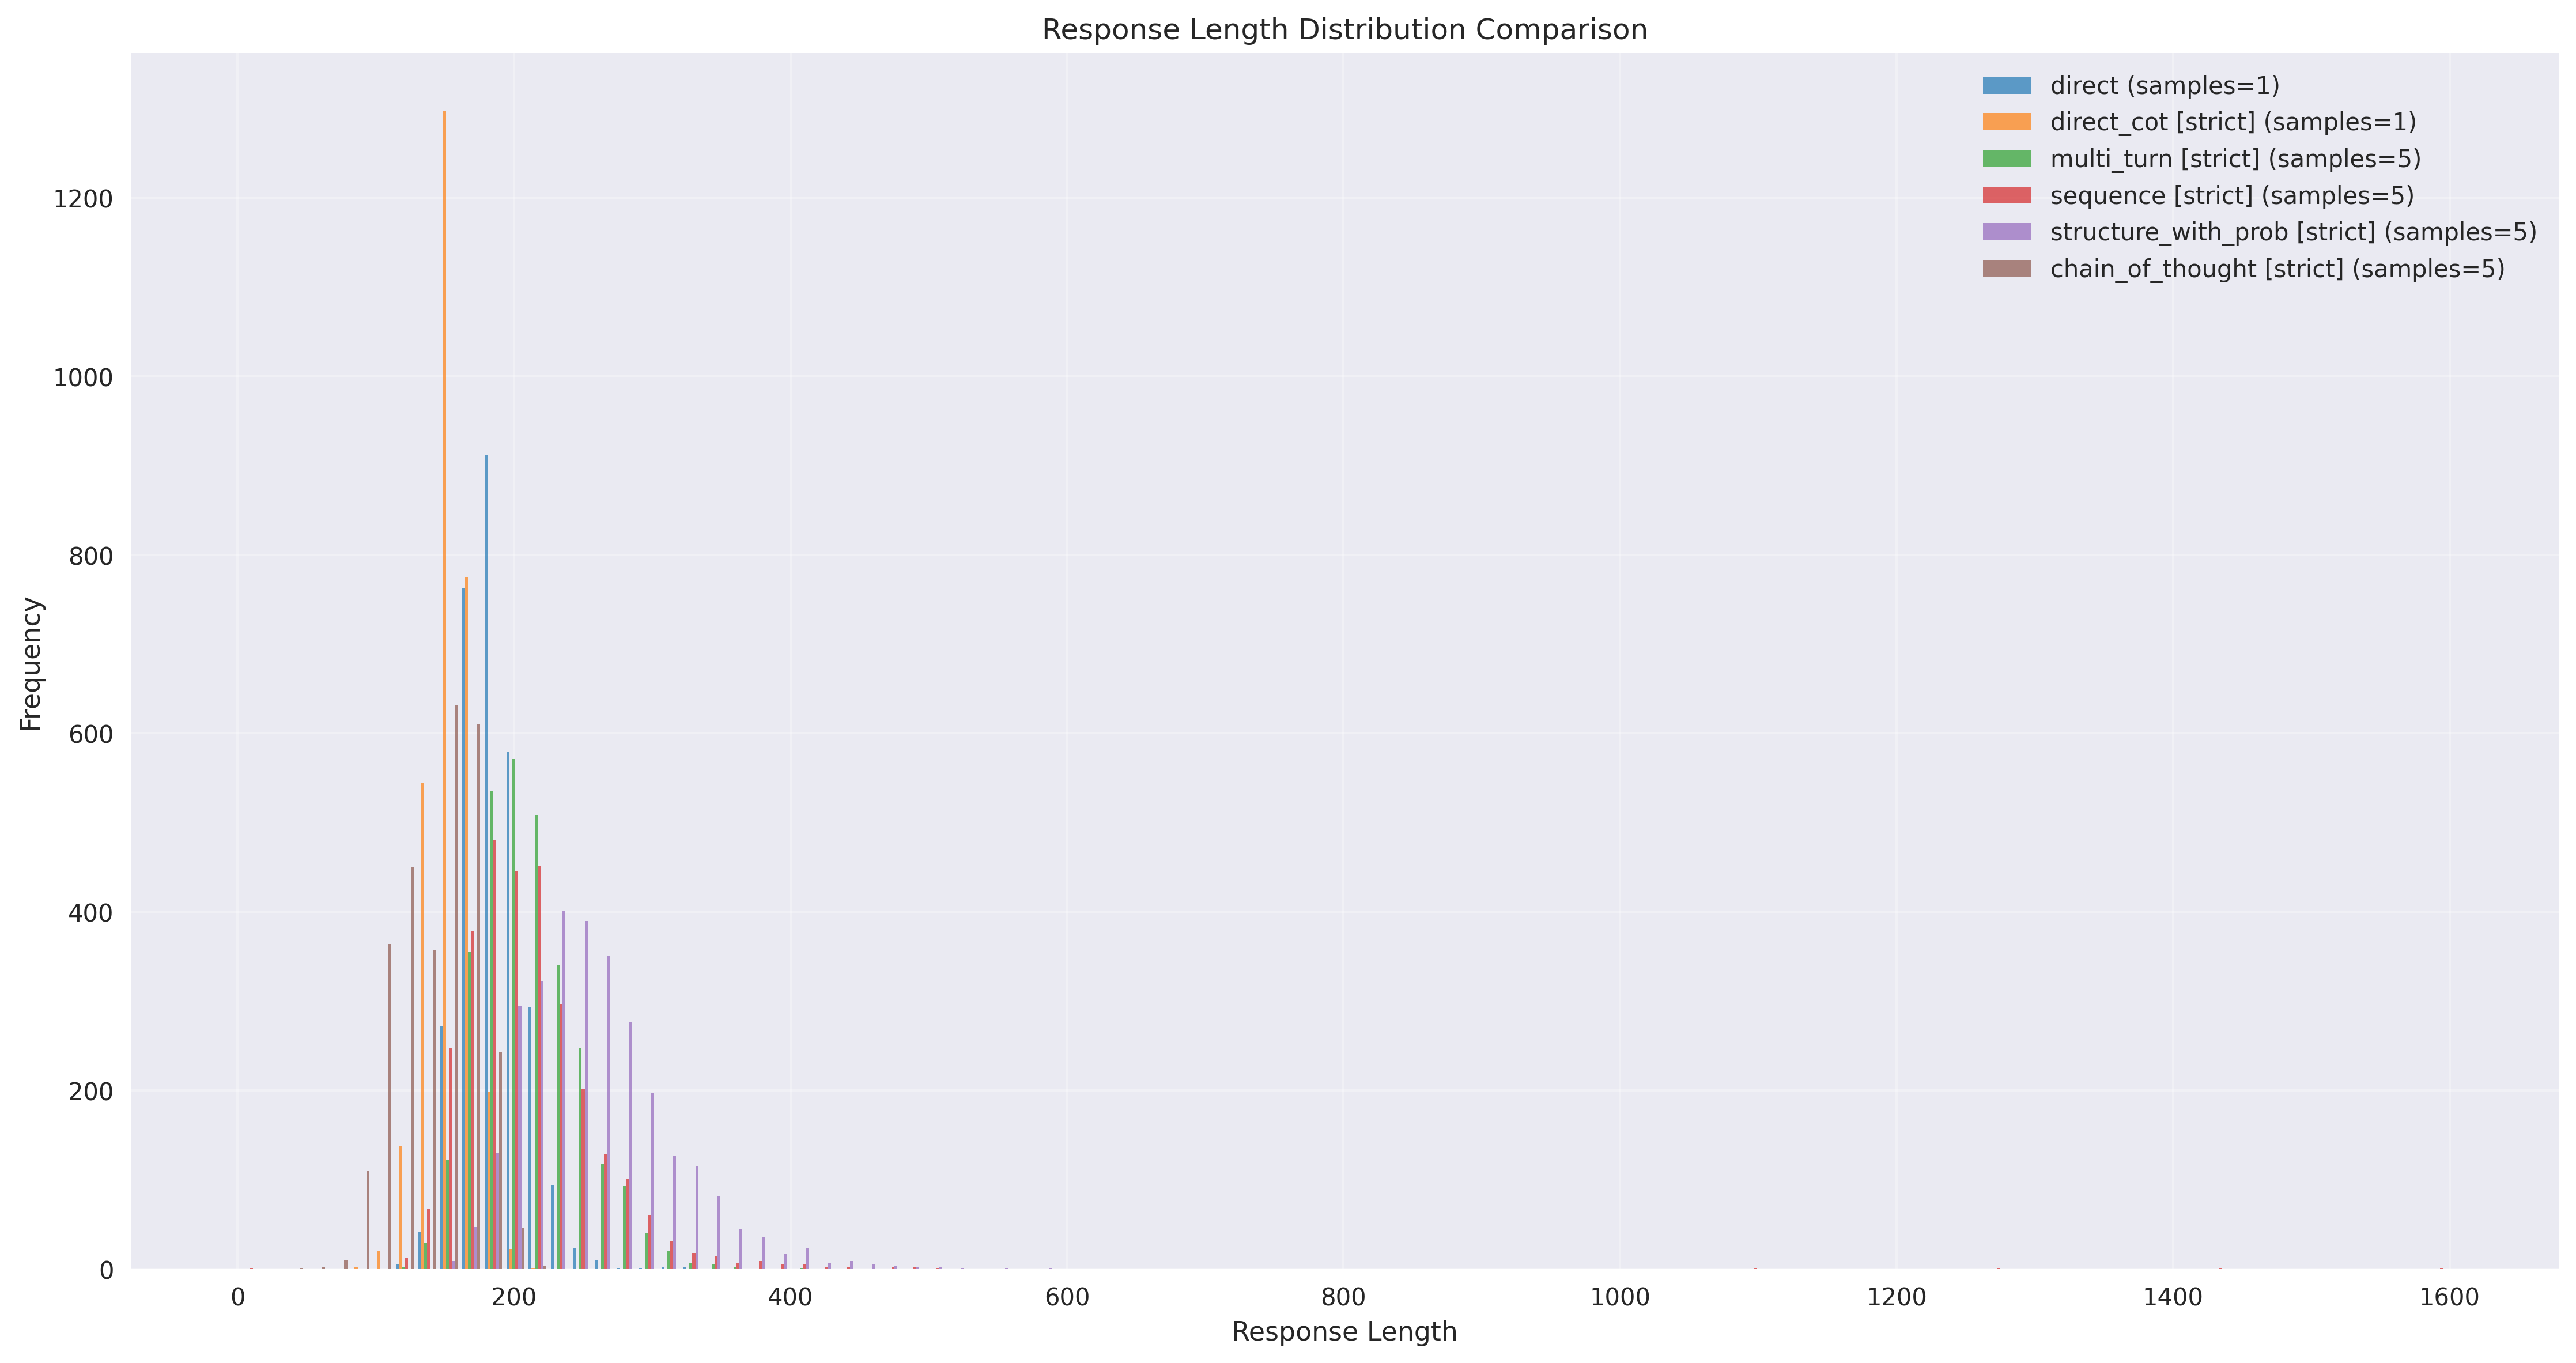 Response Length Distribution Comparison
direct (samples=1)
direct_cot [strict] (samples=1)
multi_turn [strict] (samples=5)
sequence [strict] (samples=5)
structure_with_prob [strict] (samples=5)
chain_of_thought [strict] (samples=5)
Frequency
1200
1000
800
600
400
200
0
0 200 400 600 800 1000 1200 1400 1600
Response Length